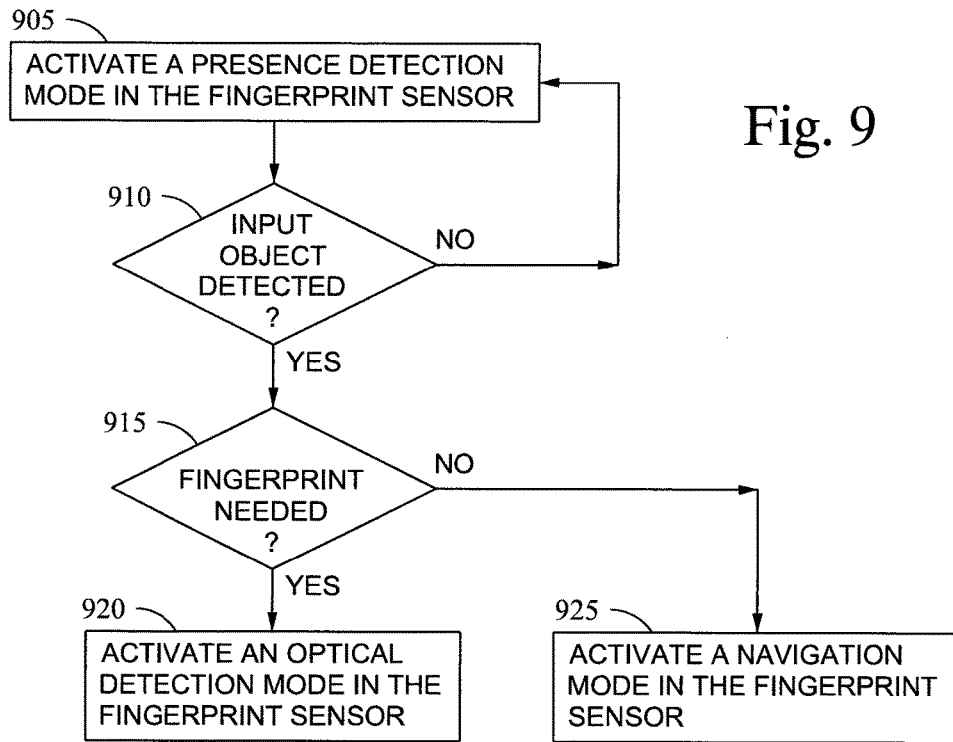 905
ACTIVATE A PRESENCE DETECTION
MODE IN THE FINGERPRINT SENSOR
Fig. 9
910
INPUT
OBJECT
DETECTED
?
NO
YES
915
FINGERPRINT
NEEDED
?
NO
YES
920
ACTIVATE AN OPTICAL
DETECTION MODE IN THE
FINGERPRINT SENSOR
925
ACTIVATE A NAVIGATION
MODE IN THE FINGERPRINT
SENSOR